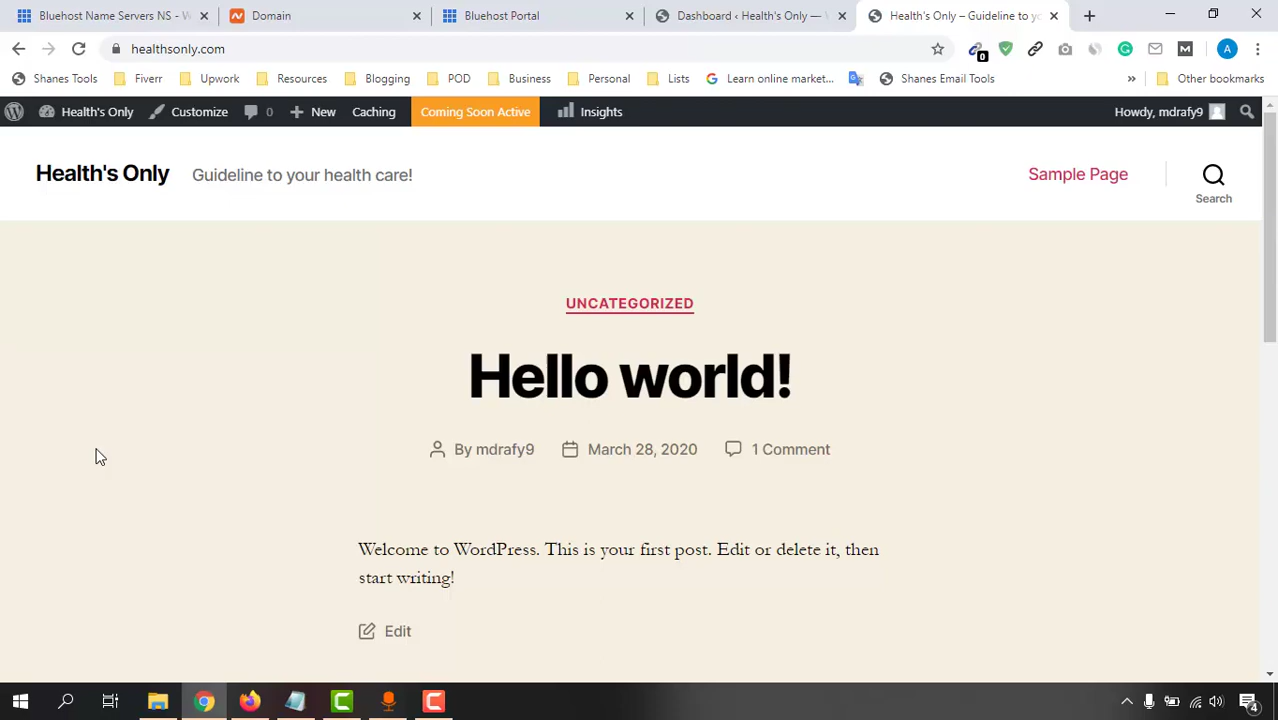 Bluehost Name Servers NS - W
Domain
Bluehost Portal
Dashboard ‹ Health's Only — W
Health's Only – Guideline to yo
healthsonly.com
0
A
Shanes Tools
Fiverr
Upwork
Resources
Blogging
POD
Business
Personal
Lists
Learn online market...
Shanes Email Tools
»
Other bookmarks
Health's Only
Customize
0
New
Caching
Coming Soon Active
Insights
Howdy, mdrafy9
Health's Only
Guideline to your health care!
Sample Page
Search
UNCATEGORIZED
Hello world!
By mdrafy9
March 28, 2020
1 Comment
Welcome to WordPress. This is your first post. Edit or delete it, then
start writing!
Edit
4